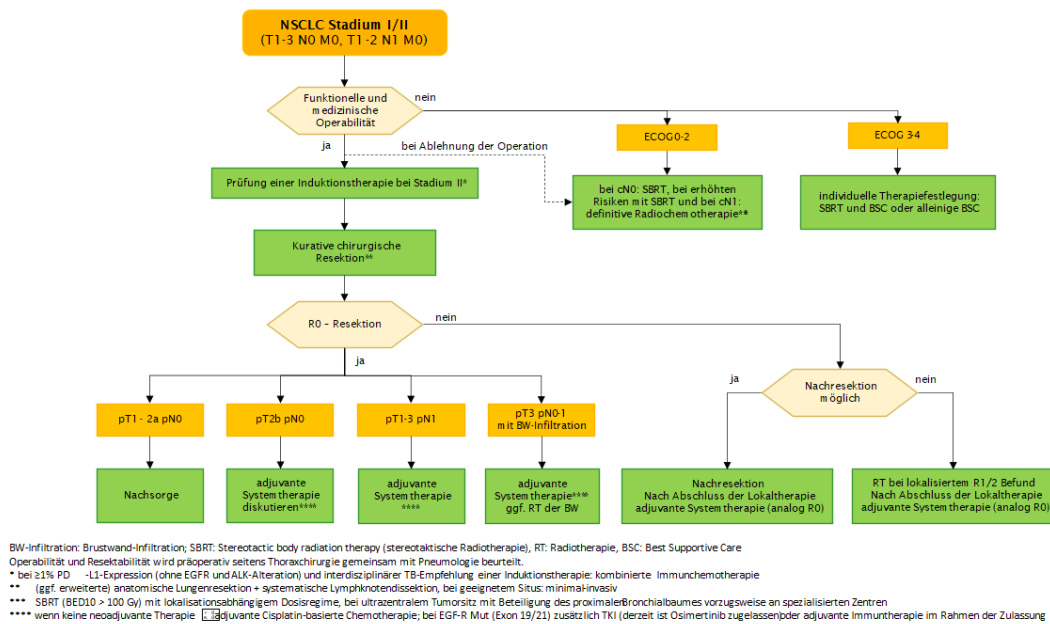 NSCLC Stadium I/II
(T1-3 N0 M0, T1-2 N1 M0)
Funktionelle und
medizinische
Operabilität
nein
ja
ECOG 0-2
ECOG 3-4
bei Ablehnung der Operation
Prüfung einer Induktionstherapie bei Stadium II*
bei cN0: SBRT, bei erhöhten
Risiken mit SBRT und bei cN1:
definitive Radiochemotherapie**
individuelle Therapiefestlegung:
SBRT und BSC oder alleinige BSC
Kurative chirurgische
Resektion**
R0 - Resektion
nein
ja
ja
Nachresektion
möglich
nein
pT1 - 2a pN0
pT2b pN0
pT1-3 pN1
pT3 pN0-1
mit BW-Infiltration
Nachsorge
adjuvante
Systemtherapie
diskutieren****
adjuvante
Systemtherapie
****
adjuvante
Systemtherapie****
ggf. RT der BW
Nachresektion
Nach Abschluss der Lokaltherapie
adjuvante Systemtherapie (analog R0)
RT bei lokalisiertem R1/2 Befund
Nach Abschluss der Lokaltherapie
adjuvante Systemtherapie (analog R0)
BW-Infiltration: Brustwand-Infiltration; SBRT: Stereotactic body radiation therapy (stereotaktische Radiotherapie), RT: Radiotherapie, BSC: Best Supportive Care
Operabilität und Resektabilität wird präoperativ seitens Thoraxchirurgie gemeinsam mit Pneumologie beurteilt.
* bei ≥1% PD -L1-Expression (ohne EGFR und ALK-Alteration) und interdisziplinärer TB-Empfehlung einer Induktionstherapie: kombinierte Immunchemotherapie
** (ggf. erweiterte) anatomische Lungenresektion + systematische Lymphknotendissektion, bei geeignetem Situs: minimal-invasiv
*** SBRT (BED10 > 100 Gy) mit lokalisationsabhängigem Dosisregime, bei ultrazentralem Tumorsitz mit Beteiligung des proximalen Bronchialbaumes vorzugsweise an spezialisierten Zentren
**** wenn keine neoadjuvante Therapie adjuvante Cisplatin-basierte Chemotherapie; bei EGF-R Mut (Exon 19/21) zusätzlich TKI (derzeit ist Osimertinib zugelassen) oder adjuvante Immuntherapie im Rahmen der Zulassung